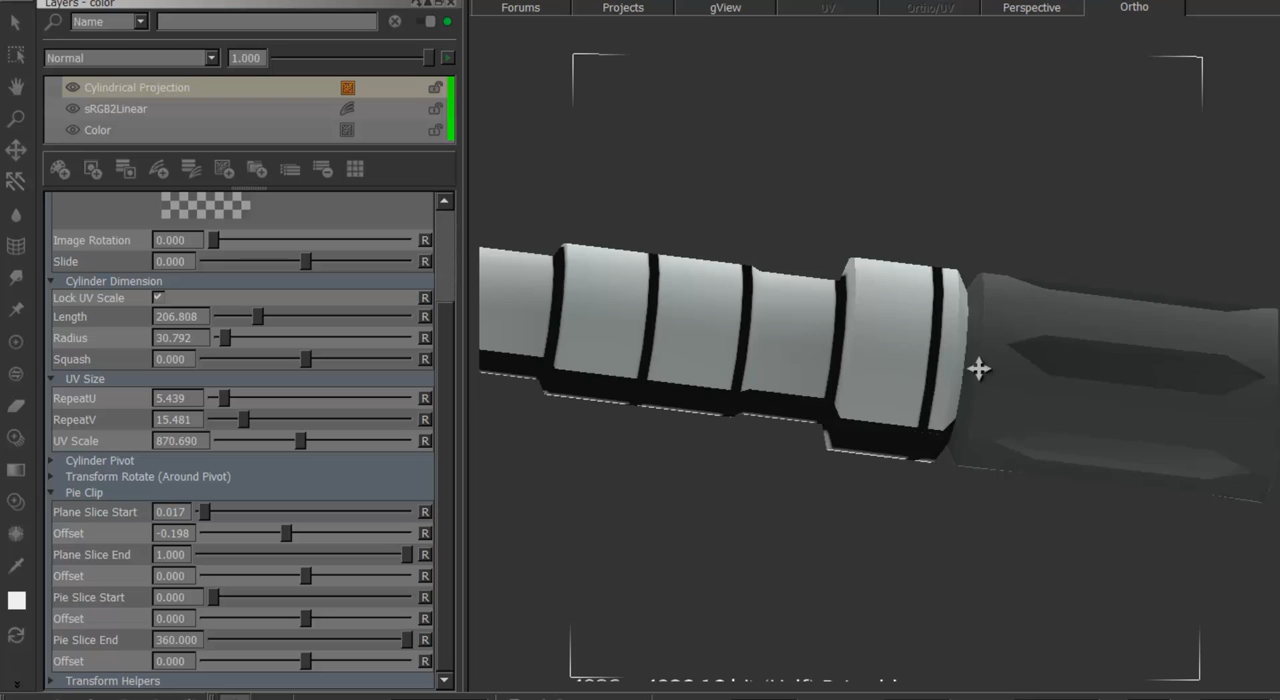 Layers - color
Forums Projects gView UV Ortho/UV Perspective Ortho
Name
Normal 1.000
Cylindrical Projection
sRGB2Linear
Color
Image Rotation 0.000 R
Slide 0.000 R
Cylinder Dimension
Lock UV Scale R
Length 206.808 R
Radius 30.792 R
Squash 0.000 R
UV Size
RepeatU 5.439 R
RepeatV 15.481 R
UV Scale 870.690 R
Cylinder Pivot
Transform Rotate (Around Pivot)
Pie Clip
Plane Slice Start 0.017 R
Offset -0.198 R
Plane Slice End 1.000 R
Offset 0.000 R
Pie Slice Start 0.000 R
Offset 0.000 R
Pie Slice End 360.000 R
Offset 0.000 R
Transform Helpers